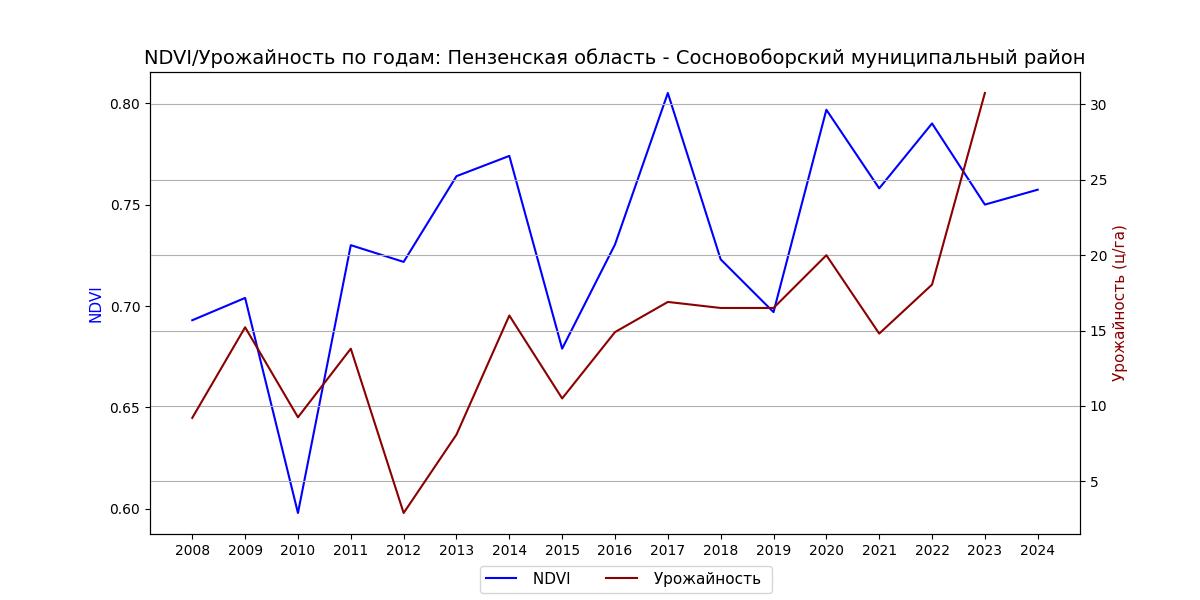 NDVI/Урожайность по годам: Пензенская область - Сосновоборский муниципальный район
0.80
0.75
0.70
0.65
0.60
NDVI
30
25
20
15
10
5
Урожайность (ц/га)
2008 2009 2010 2011 2012 2013 2014 2015 2016 2017 2018 2019 2020 2021 2022 2023 2024
NDVI Урожайность